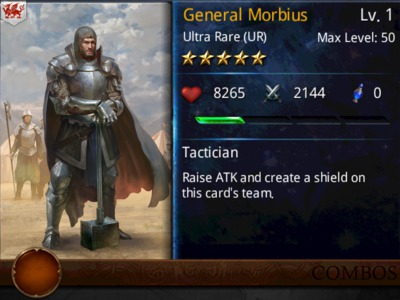 General Morbius Lv. 1
Ultra Rare (UR) Max Level: 50
8265 2144 0
Tactician
Raise ATK and create a shield on
this card's team.
COMBOS